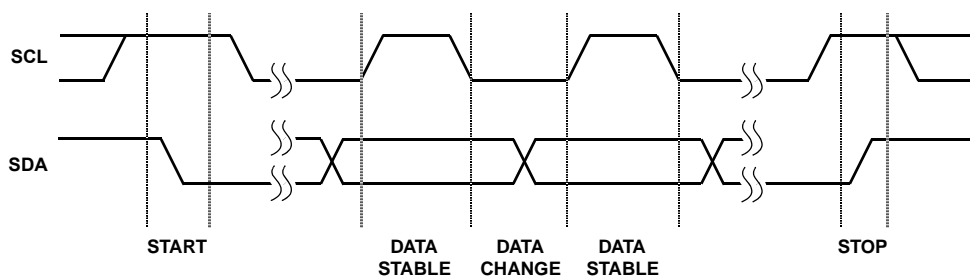 SCL
SDA
START
DATA
STABLE
DATA
CHANGE
DATA
STABLE
STOP